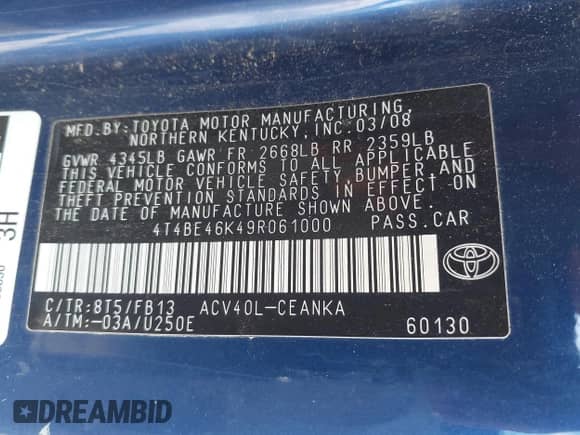 MFD.BY:TOYOTA MOTOR MANUFACTURING,
NORTHERN KENTUCKY,INC.03/08
GVWR 4345LB GAWR FR 2668LB RR 2359LB
THIS VEHICLE CONFORMS TO ALL APPLICABLE
FEDERAL MOTOR VEHICLE SAFETY,BUMPER,AND
THEFT PREVENTION STANDARDS IN EFFECT ON
THE DATE OF MANUFACTURE SHOWN ABOVE.
4T4BE46K49R061000 PASS.CAR
C/TR:8T5/FB13 ACV40L-CEANKA
A/TM:-03A/U250E 60130
3H
DREAMBID